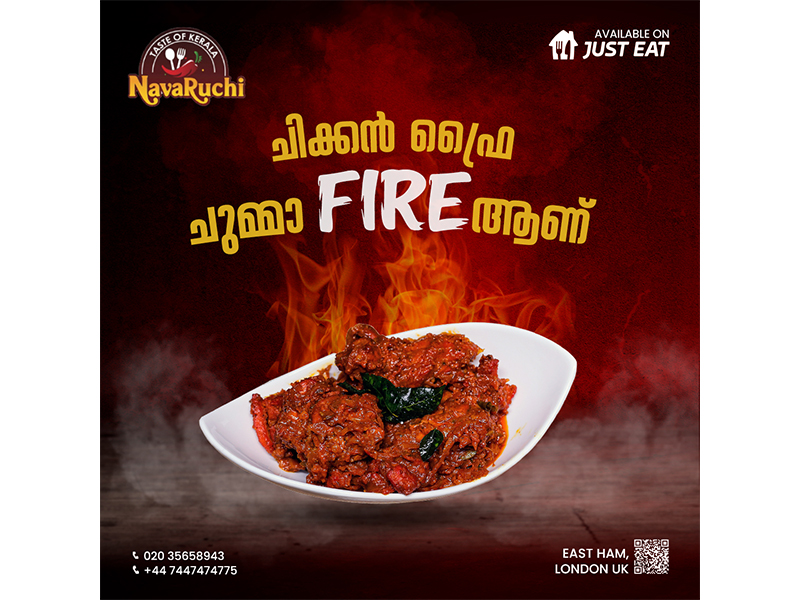 TASTE OF KERALA
NavaRuchi
AVAILABLE ON
JUST EAT
ചിക്കൻ ഫ്രൈ
ചുമ്മാ FIRE ആണ്
020 35658943
+44 7447474775
EAST HAM,
LONDON UK